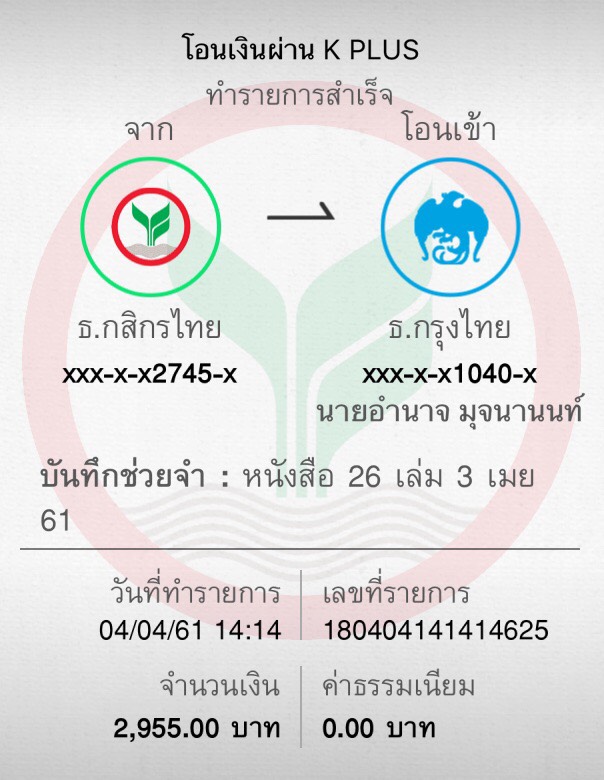 โอนเงินผ่าน K PLUS
ทำรายการสำเร็จ
จาก
โอนเข้า
ธ.กสิกรไทย
ธ.กรุงไทย
xxx-x-x2745-x
xxx-x-x1040-x
นายอำนาจ มุจนานนท์
บันทึกช่วยจำ : หนังสือ 26 เล่ม 3 เมย
61
วันที่ทำรายการ
เลขที่รายการ
04/04/61 14:14
180404141414625
จำนวนเงิน
ค่าธรรมเนียม
2,955.00 บาท
0.00 บาท